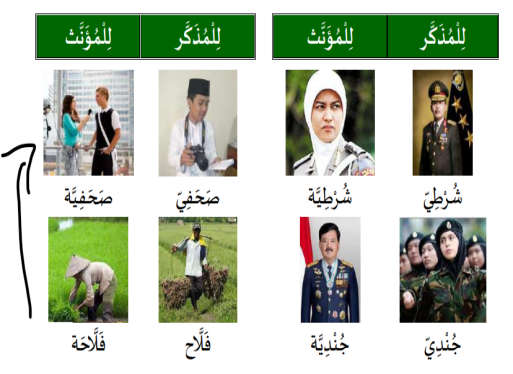 لِلْمُذَكَّر لِلْمُؤَنَّث لِلْمُذَكَّر لِلْمُؤَنَّث
شُرْطِيّ شُرْطِيَّة صَحَفِيّ صَحَفِيَّة
جُنْدِيّ جُنْدِيَّة فَلَّاح فَلَّاحَة